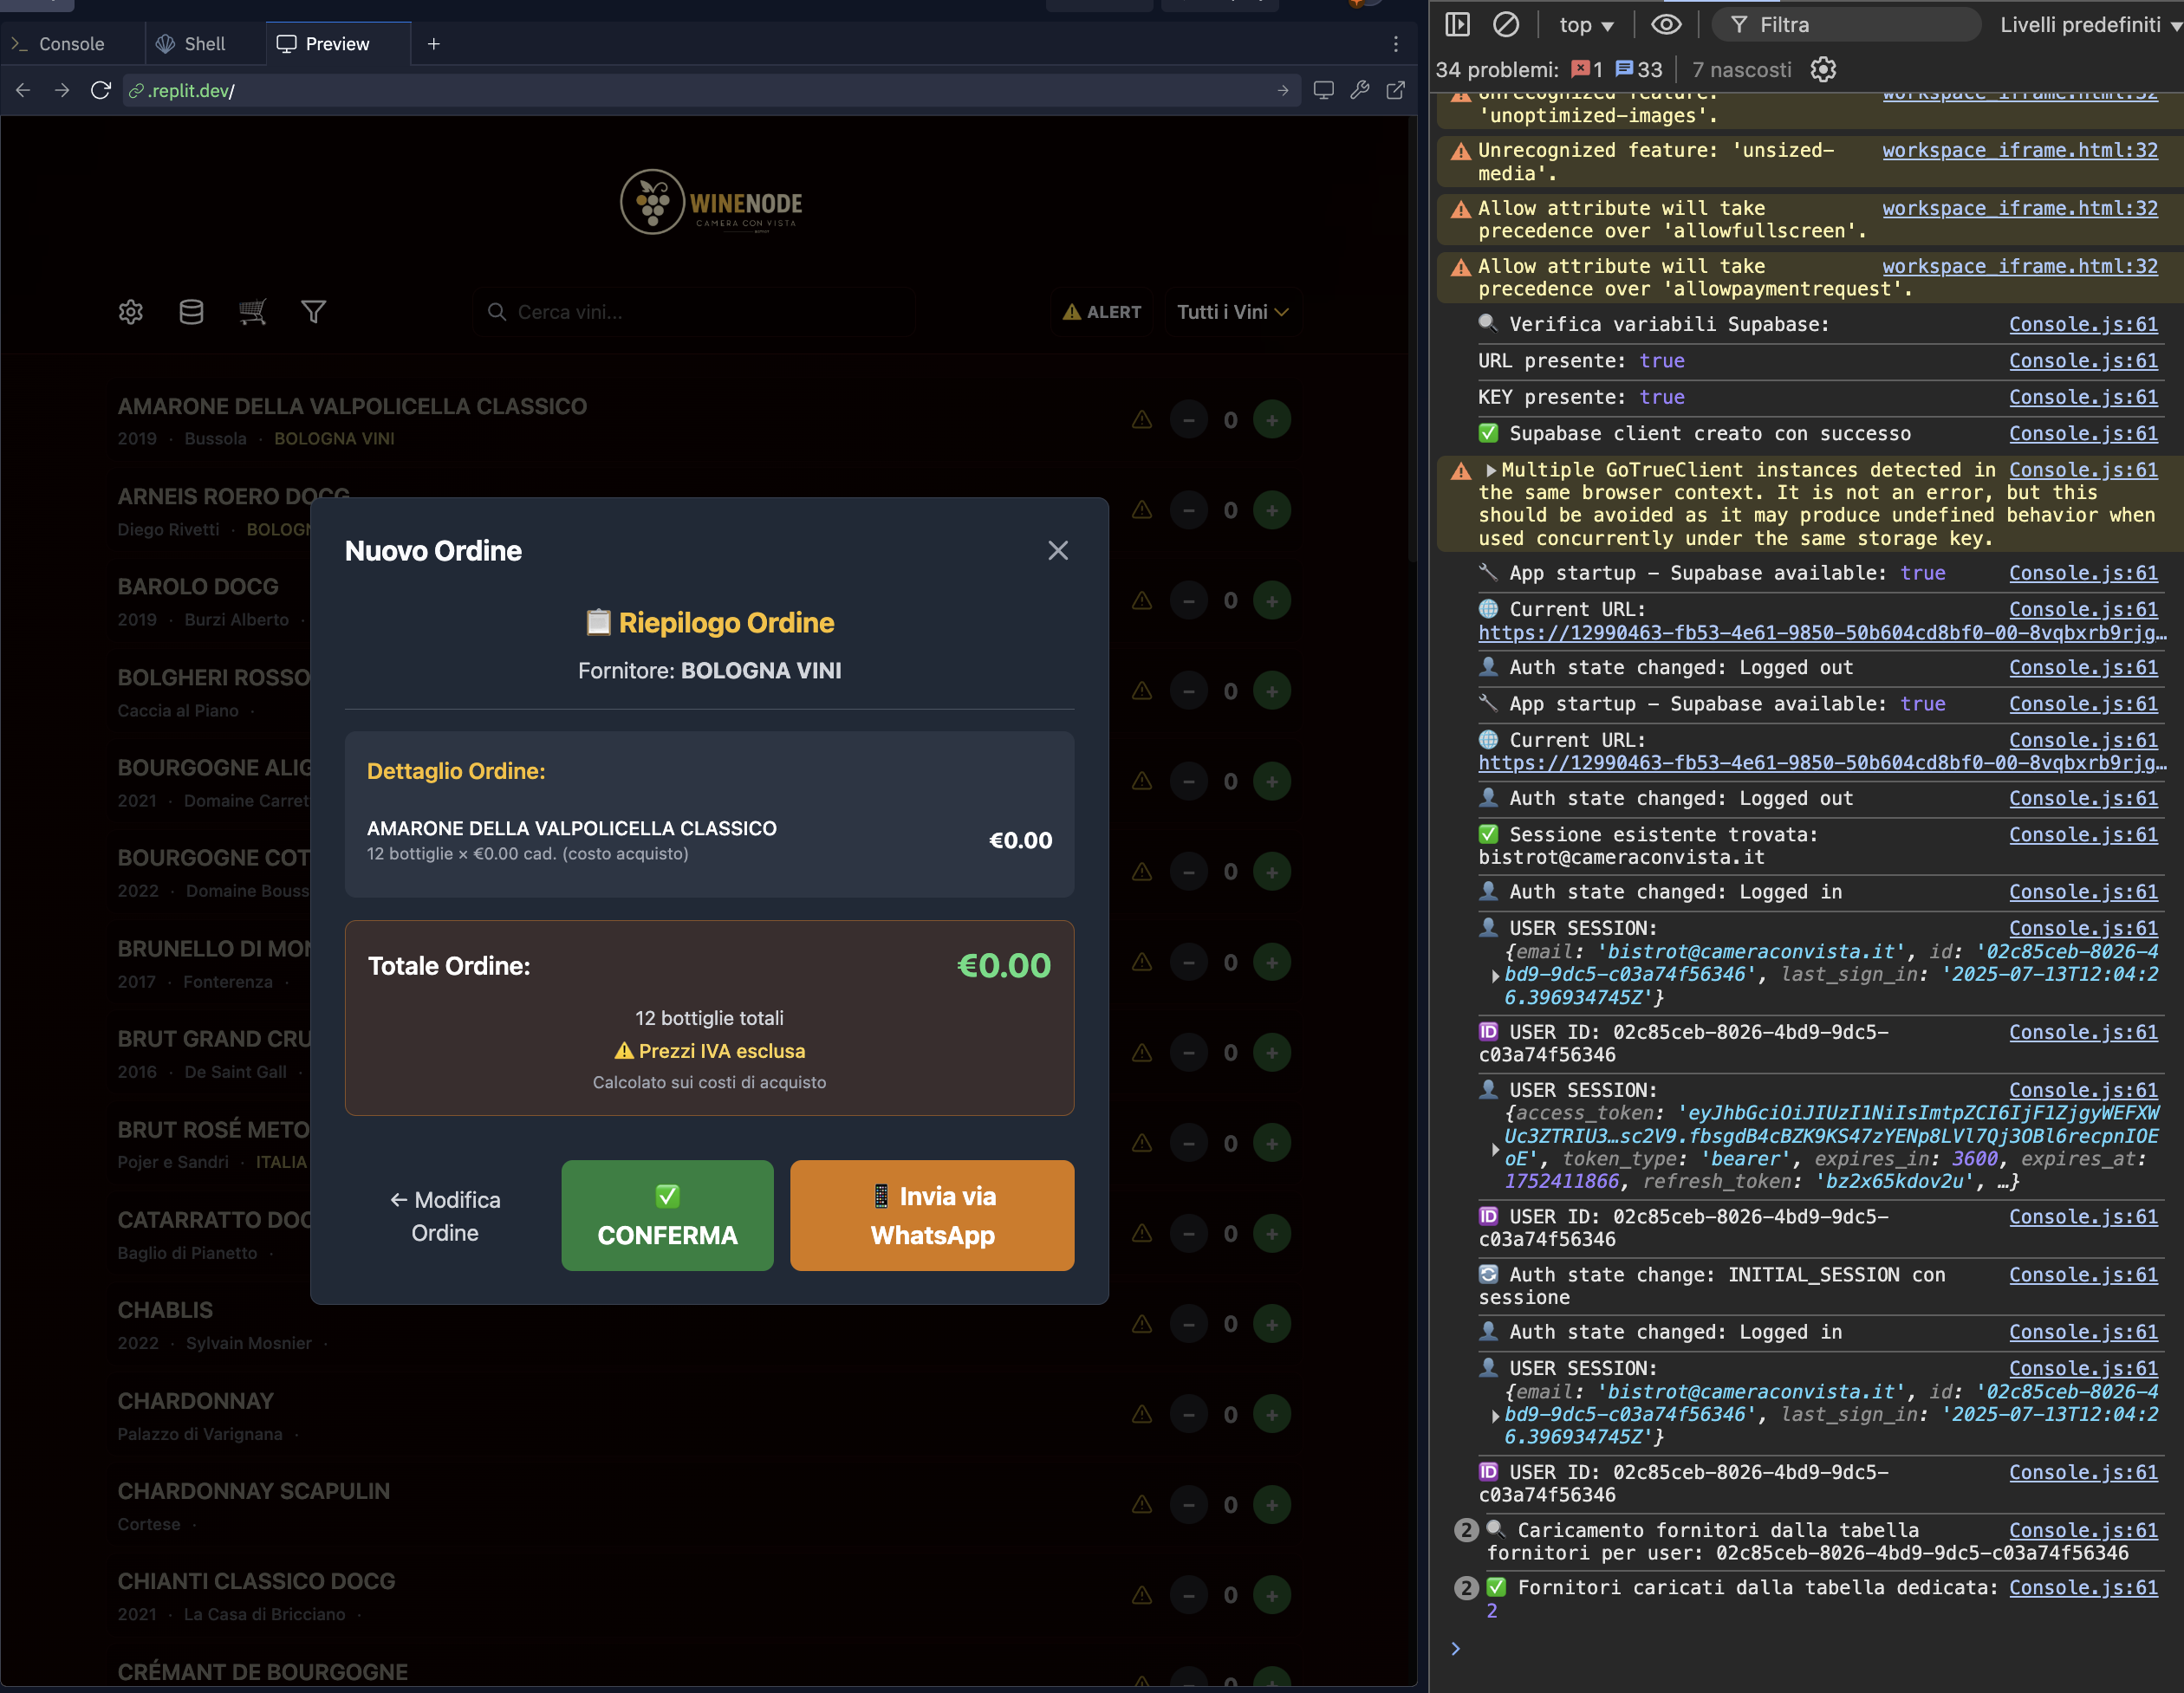 Console
Shell
Preview
.replit.dev/
WINENODE
CAMERA CON VISTA
Cerca vini...
ALERT
Tutti i Vini
AMARONE DELLA VALPOLICELLA CLASSICO
2019 · Bussola · BOLOGNA VINI
0
ARNEIS ROERO DOCG
Diego Rivetti · BOLOGN
0
BAROLO DOCG
2019 · Burzi Alberto ·
0
BOLGHERI ROSSO
Caccia al Piano ·
0
BOURGOGNE ALIG
2021 · Domaine Carret
0
BOURGOGNE COT
2022 · Domaine Bouss
0
BRUNELLO DI MON
2017 · Fonterenza ·
0
BRUT GRAND CRU
2016 · De Saint Gall ·
0
BRUT ROSÉ METO
Pojer e Sandri · ITALIA
0
CATARRATTO DOC
Baglio di Pianetto ·
0
CHABLIS
2022 · Sylvain Mosnier ·
0
CHARDONNAY
Palazzo di Varignana ·
0
CHARDONNAY SCAPULIN
Cortese ·
0
CHIANTI CLASSICO DOCG
2021 · La Casa di Bricciano ·
0
CRÉMANT DE BOURGOGNE
0
Nuovo Ordine
📋 Riepilogo Ordine
Fornitore: BOLOGNA VINI
Dettaglio Ordine:
AMARONE DELLA VALPOLICELLA CLASSICO
12 bottiglie × €0.00 cad. (costo acquisto)
€0.00
Totale Ordine:
€0.00
12 bottiglie totali
⚠️ Prezzi IVA esclusa
Calcolato sui costi di acquisto
← Modifica
Ordine
✅
CONFERMA
📱 Invia via
WhatsApp
top
Filtra
Livelli predefiniti
34 problemi: 1 33
7 nascosti
Unrecognized feature: workspace_iframe.html:32
'unoptimized-images'.
Unrecognized feature: 'unsized- workspace_iframe.html:32
media'.
Allow attribute will take workspace_iframe.html:32
precedence over 'allowfullscreen'.
Allow attribute will take workspace_iframe.html:32
precedence over 'allowpaymentrequest'.
🔍 Verifica variabili Supabase: Console.js:61
URL presente: true Console.js:61
KEY presente: true Console.js:61
✅ Supabase client creato con successo Console.js:61
Multiple GoTrueClient instances detected in Console.js:61
the same browser context. It is not an error, but this
should be avoided as it may produce undefined behavior when
used concurrently under the same storage key.
🔧 App startup – Supabase available: true Console.js:61
🌐 Current URL: Console.js:61
https://12990463-fb53-4e61-9850-50b604cd8bf0-00-8vqbxrb9rjg…
👤 Auth state changed: Logged out Console.js:61
🔧 App startup – Supabase available: true Console.js:61
🌐 Current URL: Console.js:61
https://12990463-fb53-4e61-9850-50b604cd8bf0-00-8vqbxrb9rjg…
👤 Auth state changed: Logged out Console.js:61
✅ Sessione esistente trovata: Console.js:61
bistrot@cameraconvista.it
👤 Auth state changed: Logged in Console.js:61
👤 USER SESSION: Console.js:61
{email: 'bistrot@cameraconvista.it', id: '02c85ceb-8026-4
bd9-9dc5-c03a74f56346', last_sign_in: '2025-07-13T12:04:2
6.396934745Z'}
🆔 USER ID: 02c85ceb-8026-4bd9-9dc5- Console.js:61
c03a74f56346
👤 USER SESSION: Console.js:61
{access_token: 'eyJhbGciOiJIUzI1NiIsImtpZCI6IjF1ZjgyWEFXW
Uc3ZTRIU3…sc2V9.fbsgdB4cBZK9KS47zYENp8LVl7Qj3OBl6recpnIOE
oE', token_type: 'bearer', expires_in: 3600, expires_at:
1752411866, refresh_token: 'bz2x65kdov2u', …}
🆔 USER ID: 02c85ceb-8026-4bd9-9dc5- Console.js:61
c03a74f56346
🔄 Auth state change: INITIAL_SESSION con Console.js:61
sessione
👤 Auth state changed: Logged in Console.js:61
👤 USER SESSION: Console.js:61
{email: 'bistrot@cameraconvista.it', id: '02c85ceb-8026-4
bd9-9dc5-c03a74f56346', last_sign_in: '2025-07-13T12:04:2
6.396934745Z'}
🆔 USER ID: 02c85ceb-8026-4bd9-9dc5- Console.js:61
c03a74f56346
2 🔍 Caricamento fornitori dalla tabella Console.js:61
fornitori per user: 02c85ceb-8026-4bd9-9dc5-c03a74f56346
2 ✅ Fornitori caricati dalla tabella dedicata: Console.js:61
2